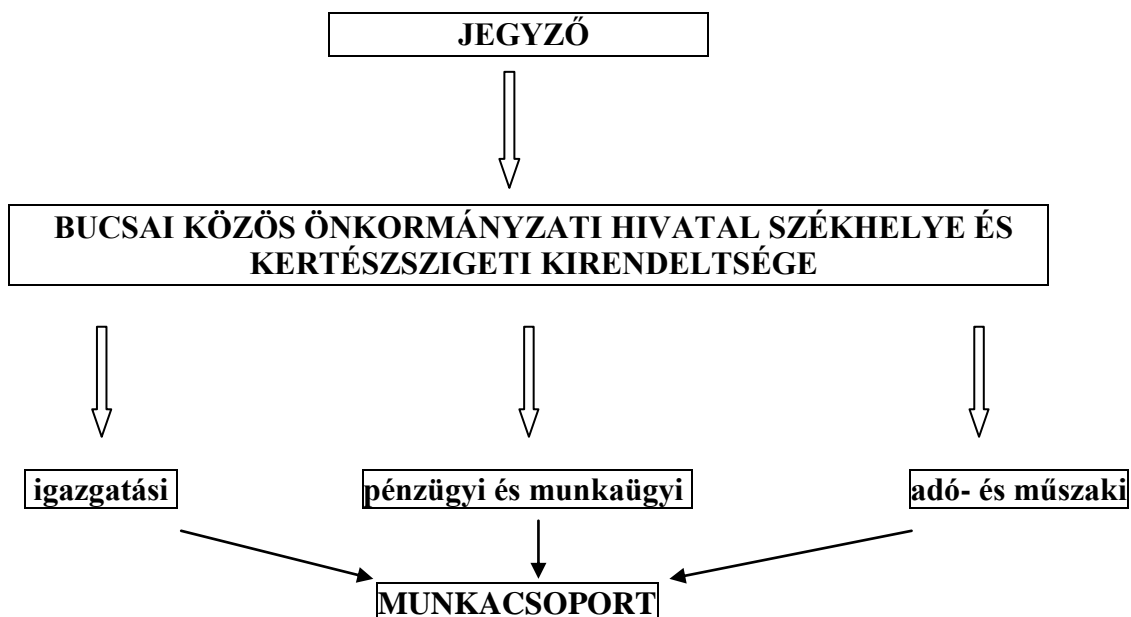 JEGYZŐ
BUCSAI KÖZÖS ÖNKORMÁNYZATI HIVATAL SZÉKHELYE ÉS
KERTÉSZSZIGETI KIRENDELTSÉGE
igazgatási
pénzügyi és munkaügyi
adó- és műszaki
MUNKACSOPORT